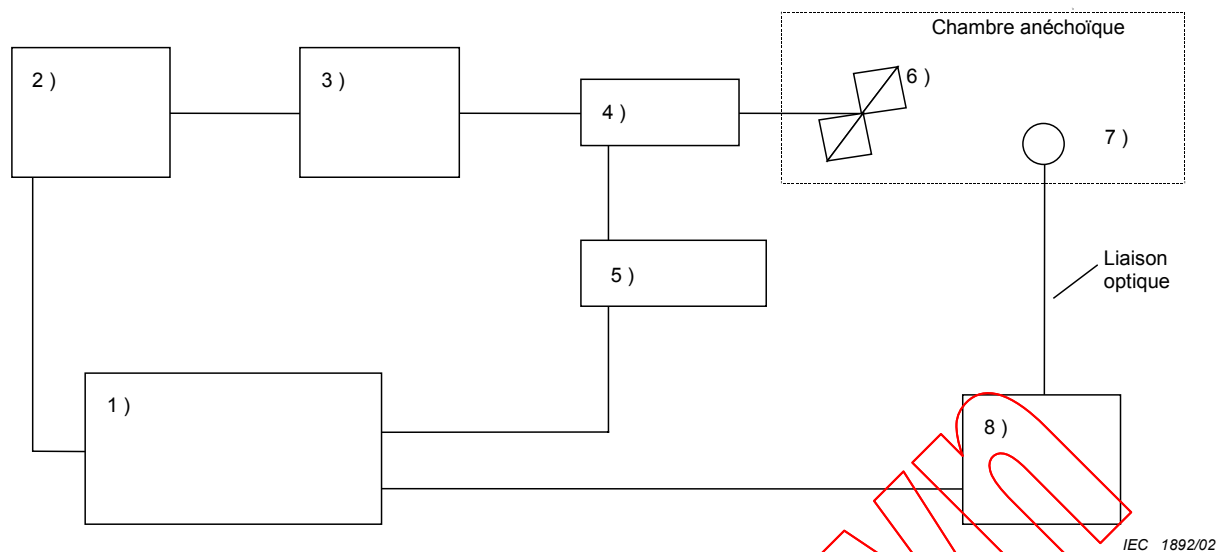 Chambre anéchoïque
2 )
3 )
4 )
6 )
7 )
5 )
Liaison
optique
1 )
8 )
IEC 1892/02